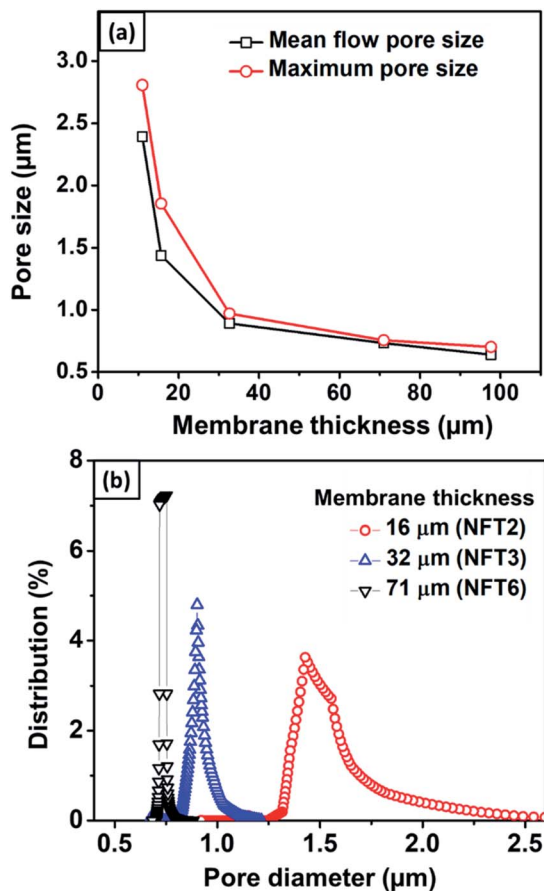 (a)
Mean flow pore size
Maximum pore size
3.0
2.5
2.0
1.5
1.0
0.5
Pore size (µm)
0 20 40 60 80 100
Membrane thickness (µm)
(b)
Membrane thickness
16 µm (NFT2)
32 µm (NFT3)
71 µm (NFT6)
8
6
4
2
0
Distribution (%)
0.5 1.0 1.5 2.0 2.5
Pore diameter (µm)